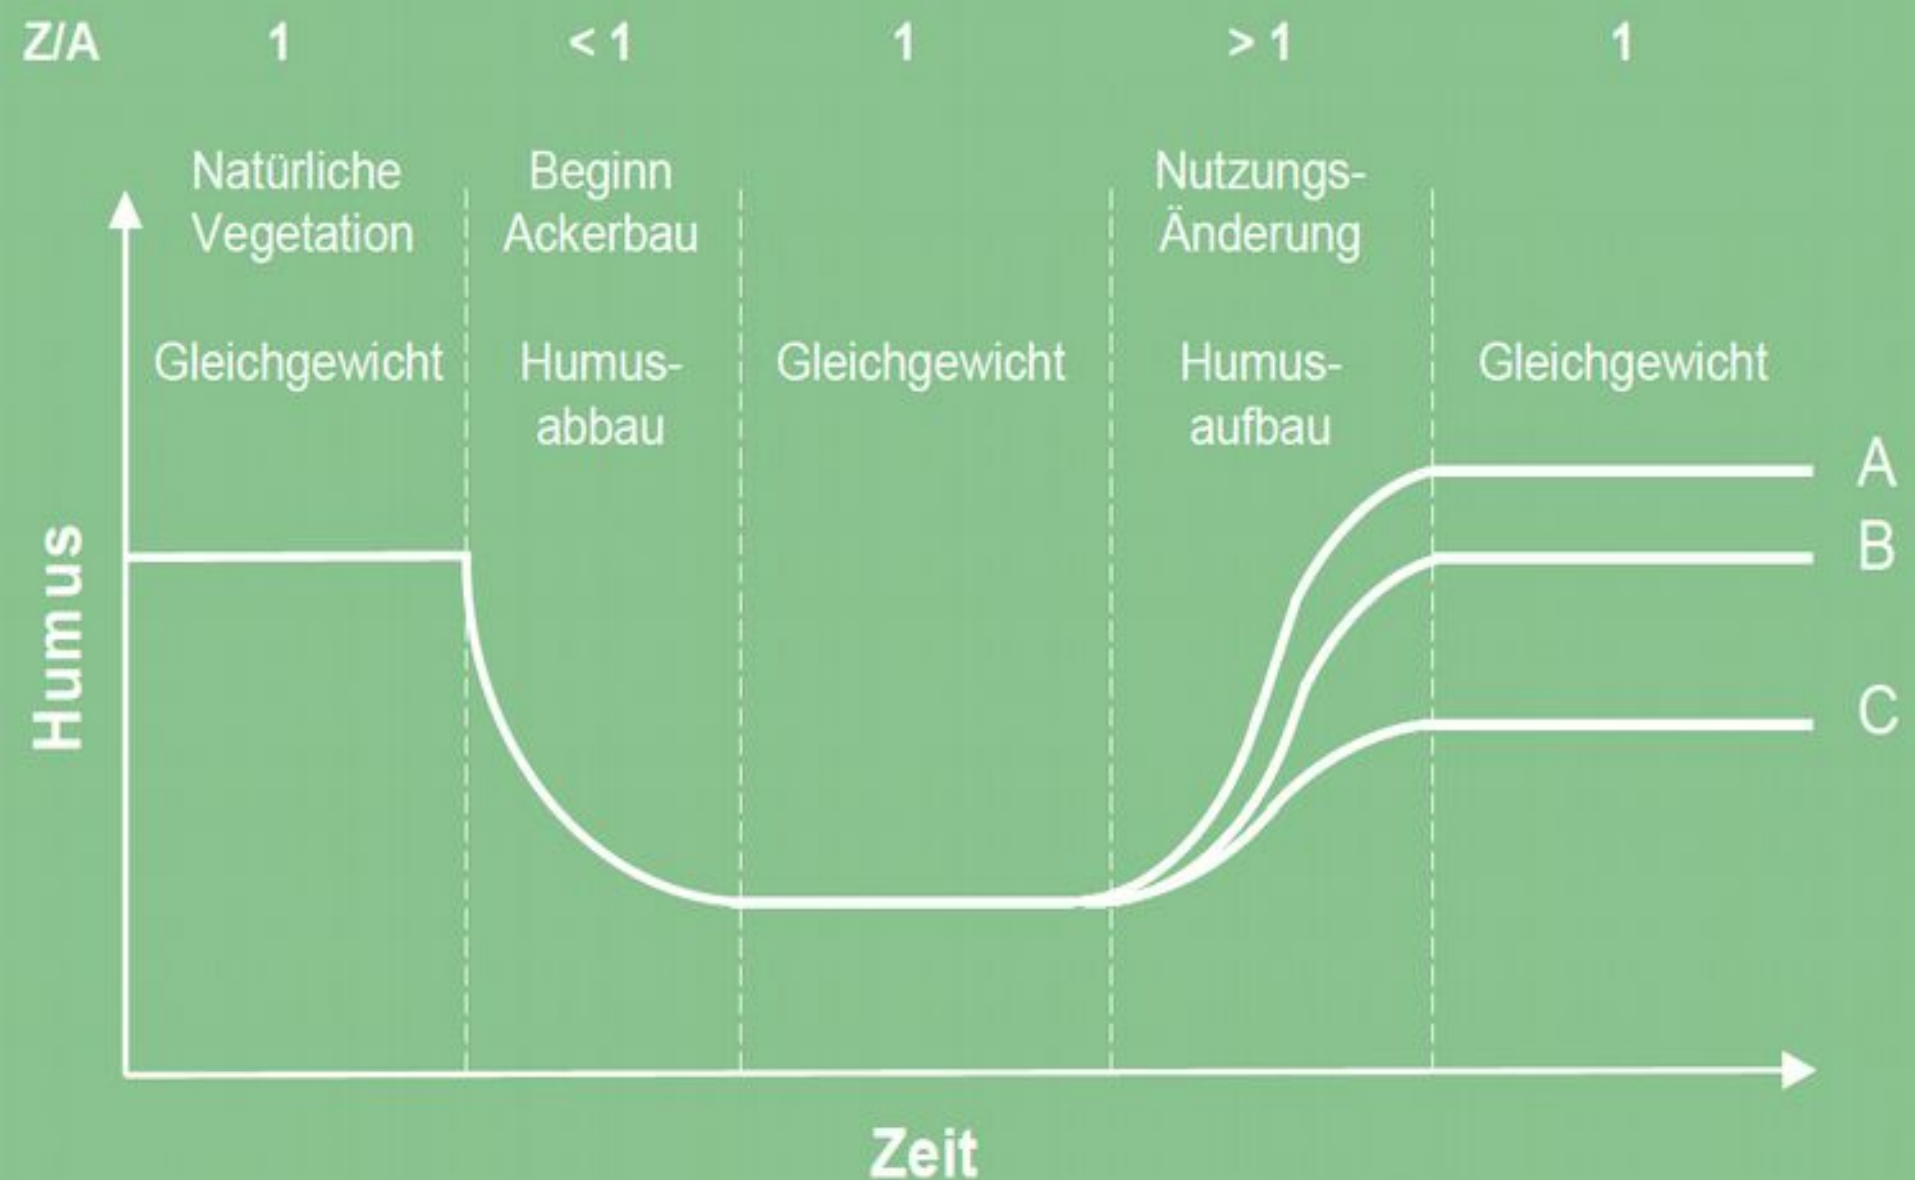 Z/A 1 < 1 1 > 1 1
Natürliche
Vegetation
Beginn
Ackerbau
Nutzungs-
Änderung
Gleichgewicht
Humus-
abbau
Gleichgewicht
Humus-
aufbau
Gleichgewicht
A
B
C
Humus
Zeit